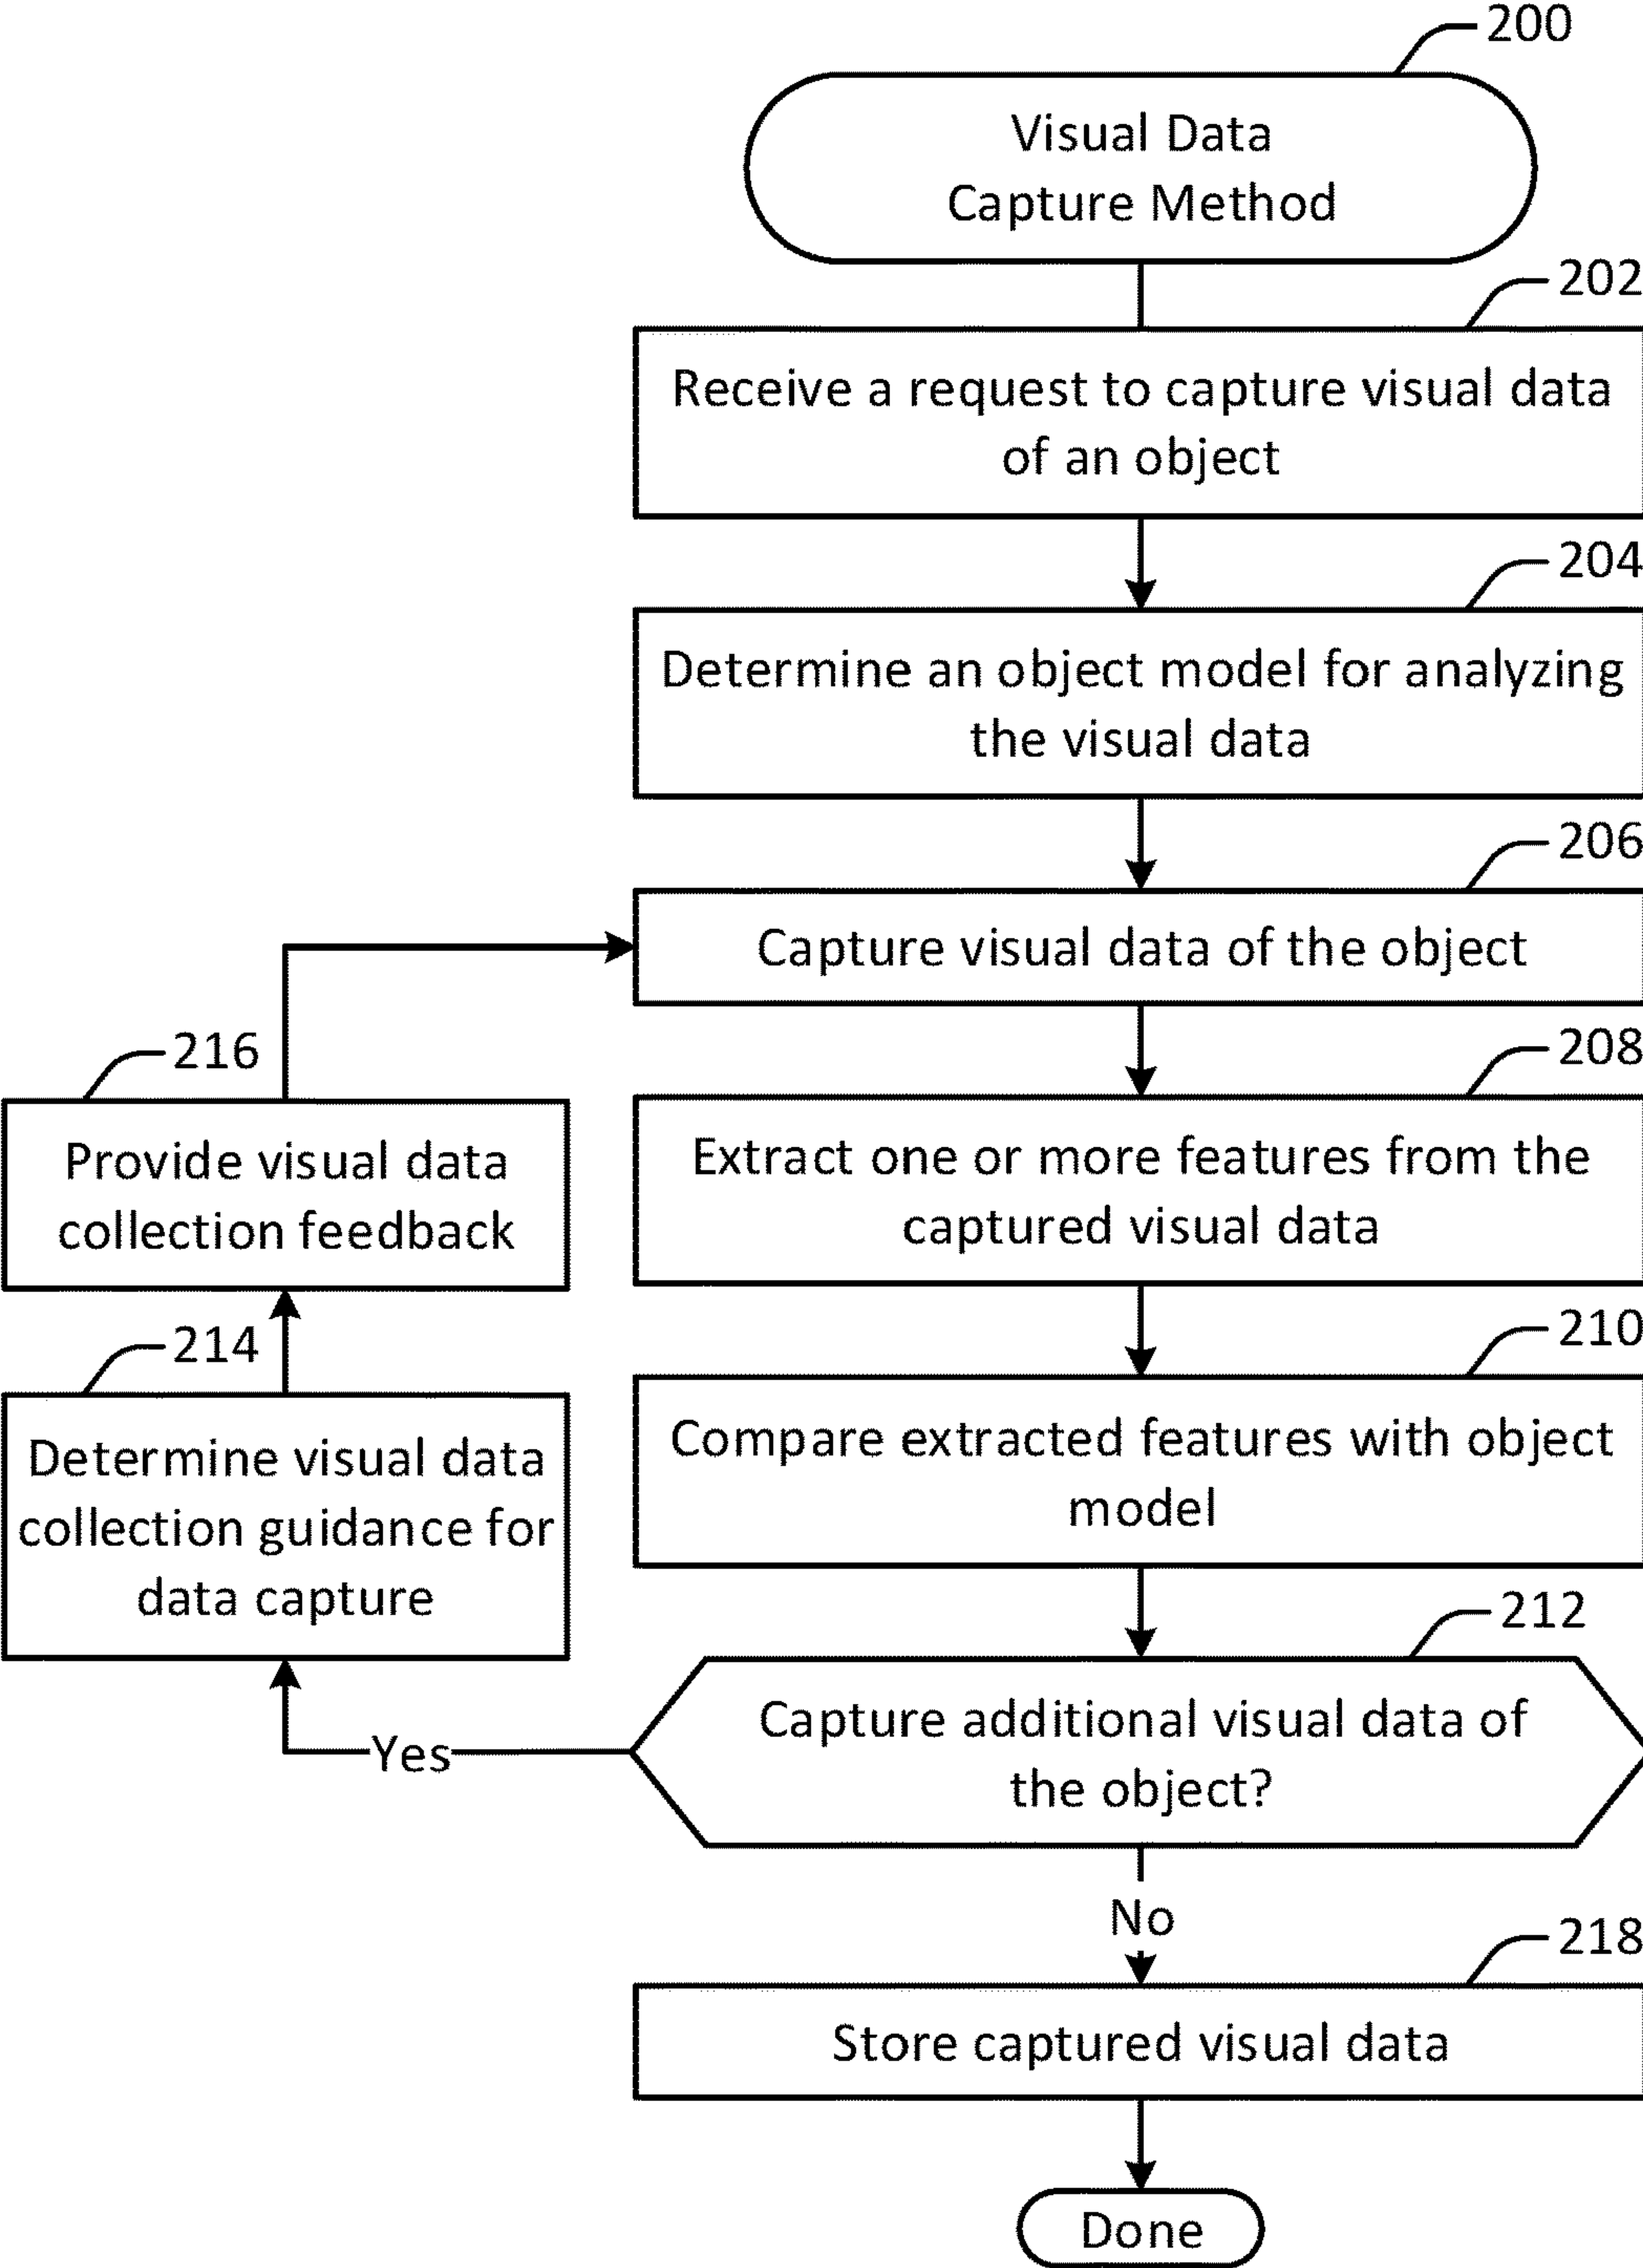 200
Visual Data
Capture Method
202
Receive a request to capture visual data
of an object
204
Determine an object model for analyzing
the visual data
206
Capture visual data of the object
208
Extract one or more features from the
captured visual data
210
Compare extracted features with object
model
212
Capture additional visual data of
the object?
Yes
214
Determine visual data
collection guidance for
data capture
216
Provide visual data
collection feedback
No
218
Store captured visual data
Done